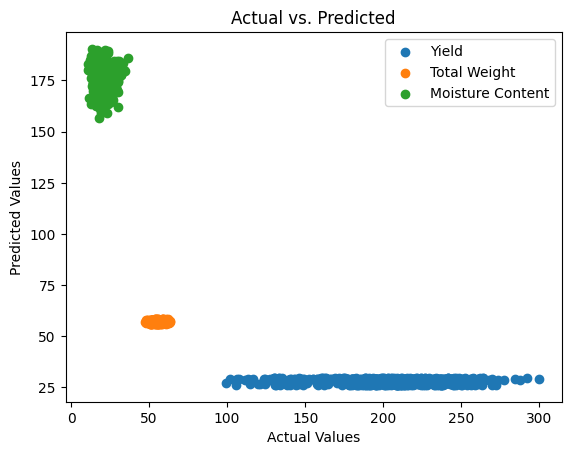 Actual vs. Predicted
Yield
Total Weight
Moisture Content
Predicted Values
175
150
125
100
75
50
25
0
50
100
150
200
250
300
Actual Values